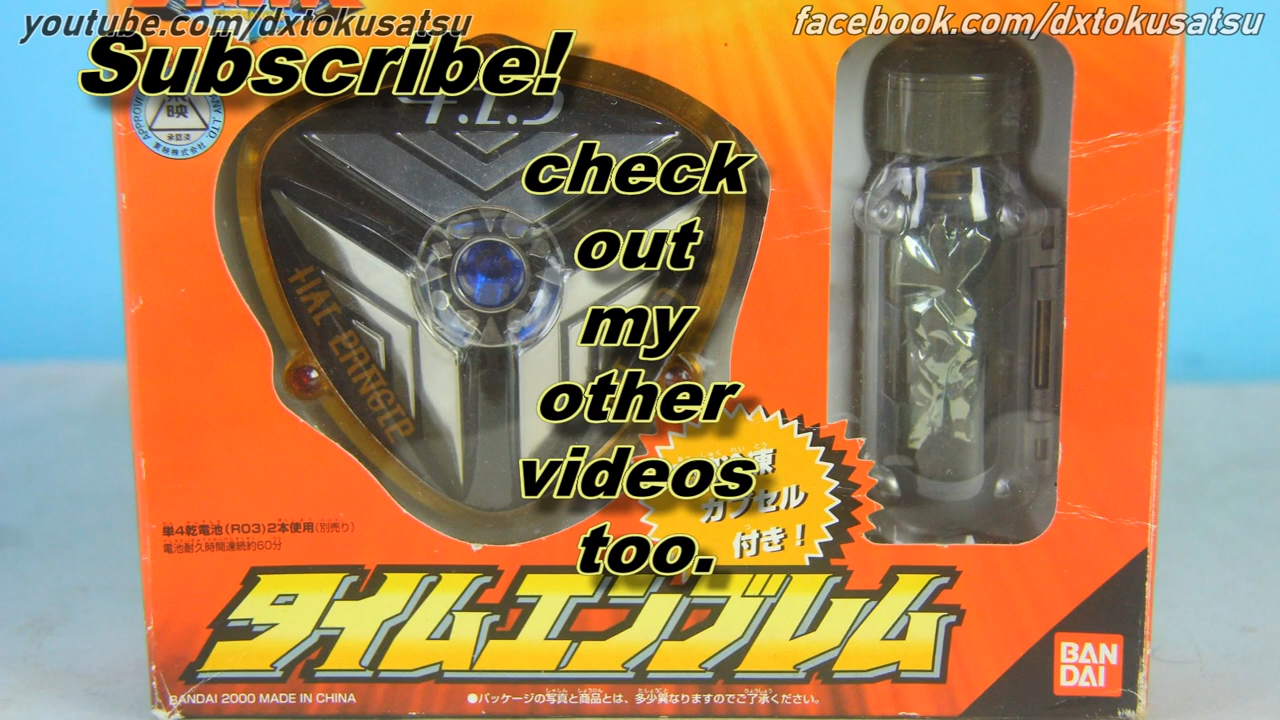 youtube.com/dxtokusatsu
facebook.com/dxtokusatsu
Subscribe!
check
out
my
other
videos
too.
映
承認済
単4乾電池(R03)2本使用(別売り)
電池耐久時間連続約60分
カプセル
付き!
タイムエンブレム
BANDAI 2000 MADE IN CHINA
●パッケージの写真と商品とは、多少異なりますのでご了承ください。
BAN
DAI